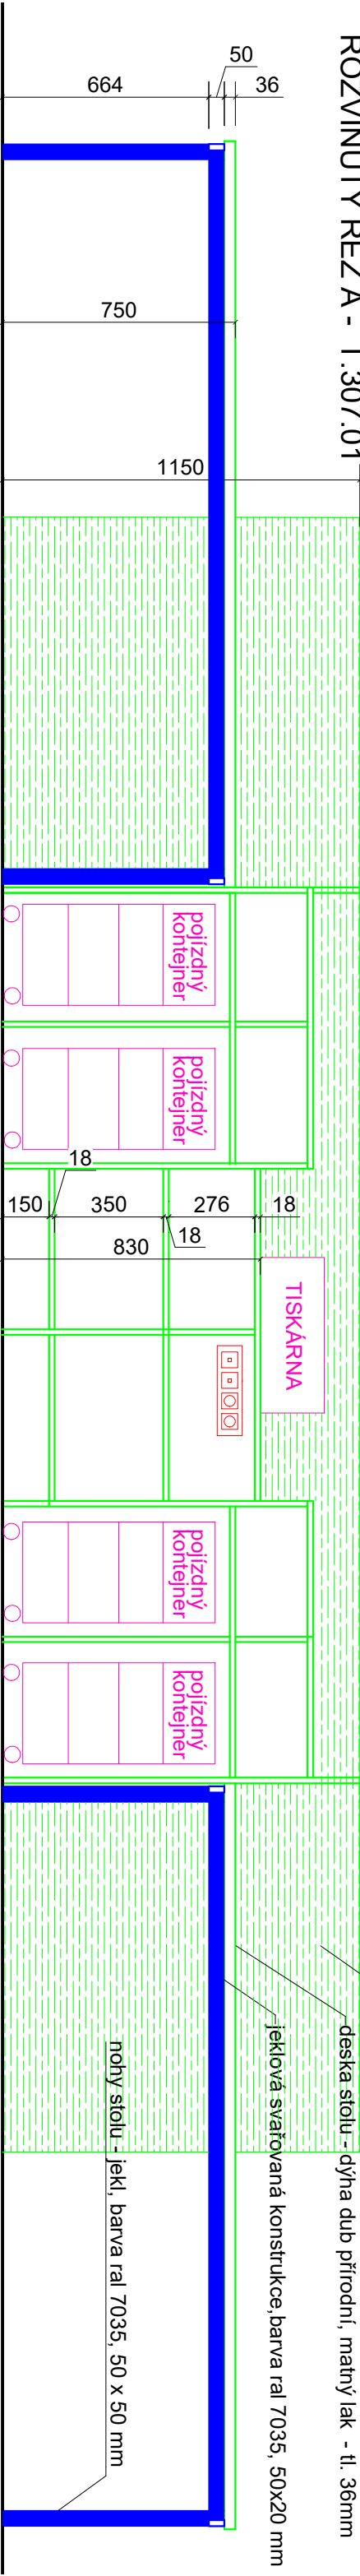 ROZVINUTÝ ŘEZ A - T.307.01
50
664
36
750
1150
pojízdný
kontejner
pojízdný
kontejner
18
150
350
276
18
18
830
TISKÁRNA
pojízdný
kontejner
pojízdný
kontejner
deska stolu - dýha dub přírodní, matný lak - tl. 36mm
jeklová svařovaná konstrukce,barva ral 7035, 50x20 mm
nohy stolu - jekl, barva ral 7035, 50 x 50 mm